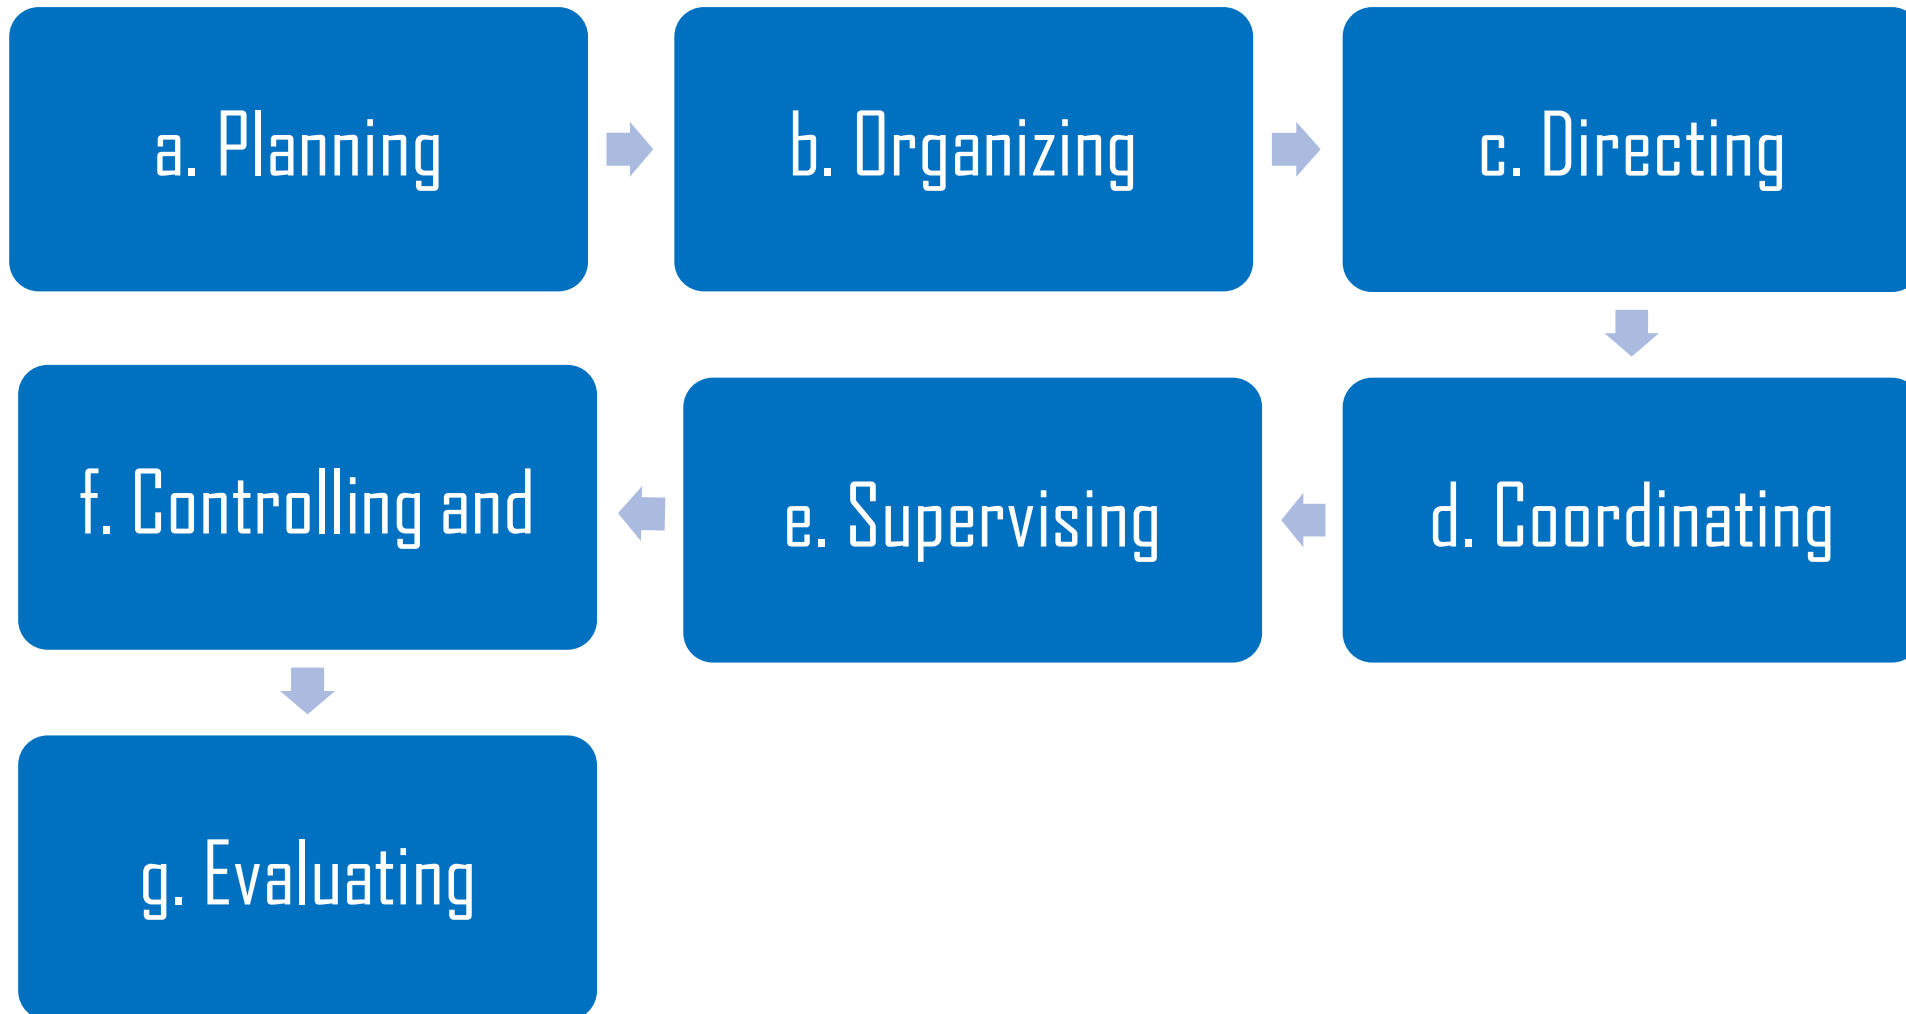 a. Planning
b. Organizing
c. Directing
d. Coordinating
e. Supervising
f. Controlling and
g. Evaluating